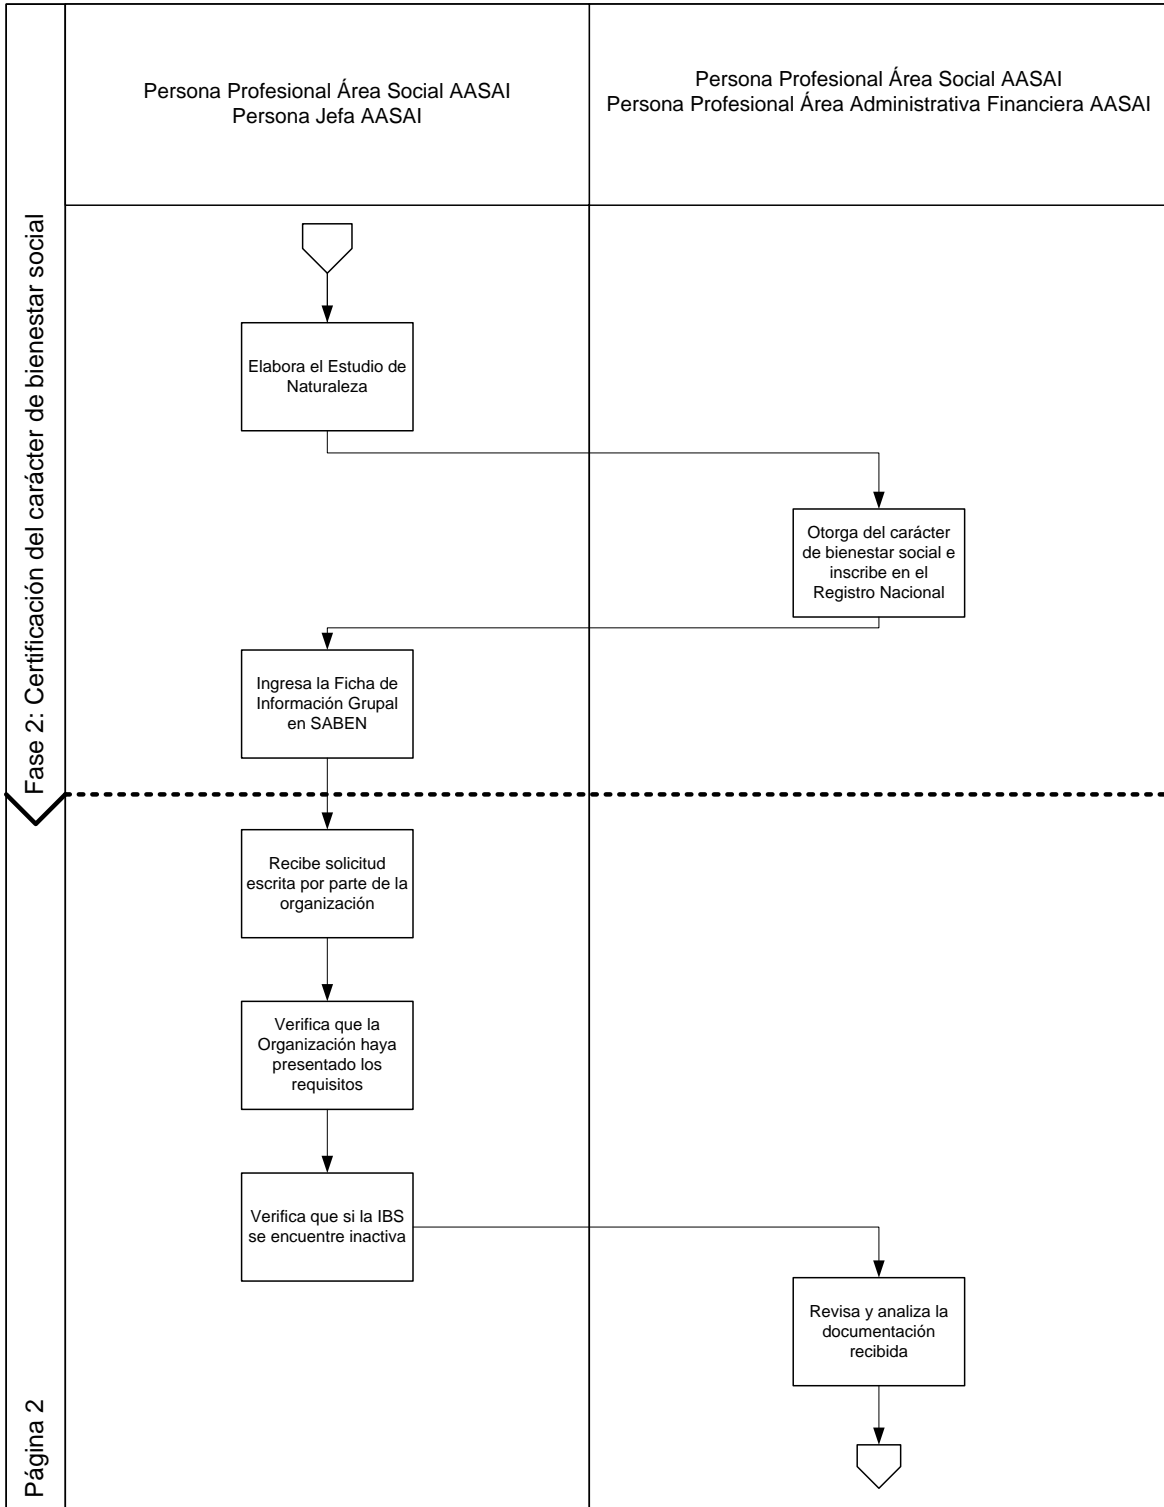 Persona Profesional Área Social AASAI
Persona Jefa AASAI
Persona Profesional Área Social AASAI
Persona Profesional Área Administrativa Financiera AASAI
Fase 2: Certificación del carácter de bienestar social
Elabora el Estudio de
Naturaleza
Otorga del carácter
de bienestar social e
inscribe en el
Registro Nacional
Ingresa la Ficha de
Información Grupal
en SABEN
Recibe solicitud
escrita por parte de la
organización
Verifica que la
Organización haya
presentado los
requisitos
Verifica que si la IBS
se encuentre inactiva
Revisa y analiza la
documentación
recibida
Página 2